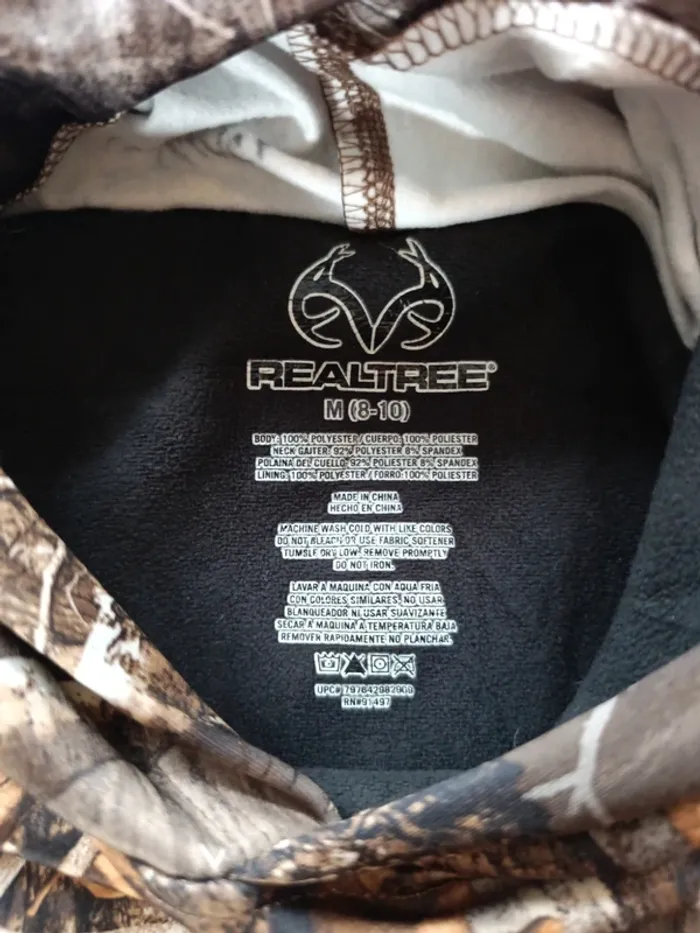 REALTREE®
M (8-10)
BODY: 100% POLYESTER / CUERPO: 100% POLIESTER
NECK GAITER: 92% POLYESTER 8% SPANDEX
POLAINA DEL CUELLO: 92% POLIESTER 8% SPANDEX
LINING: 100% POLYESTER / FORRO: 100% POLIESTER
MADE IN CHINA
HECHO EN CHINA
MACHINE WASH COLD WITH LIKE COLORS
DO NOT BLEACH OR USE FABRIC SOFTENER
TUMBLE DRY LOW. REMOVE PROMPTLY
DO NOT IRON.
LAVAR A MAQUINA CON AQUA FRIA
CON COLORES SIMILARES. NO USAR
BLANQUEADOR NI USAR SUAVIZANTE
SECAR A MAQUINA A TEMPERATURA BAJA
REMOVER RAPIDAMENTE NO PLANCHAR.
UPC#
RN#91497